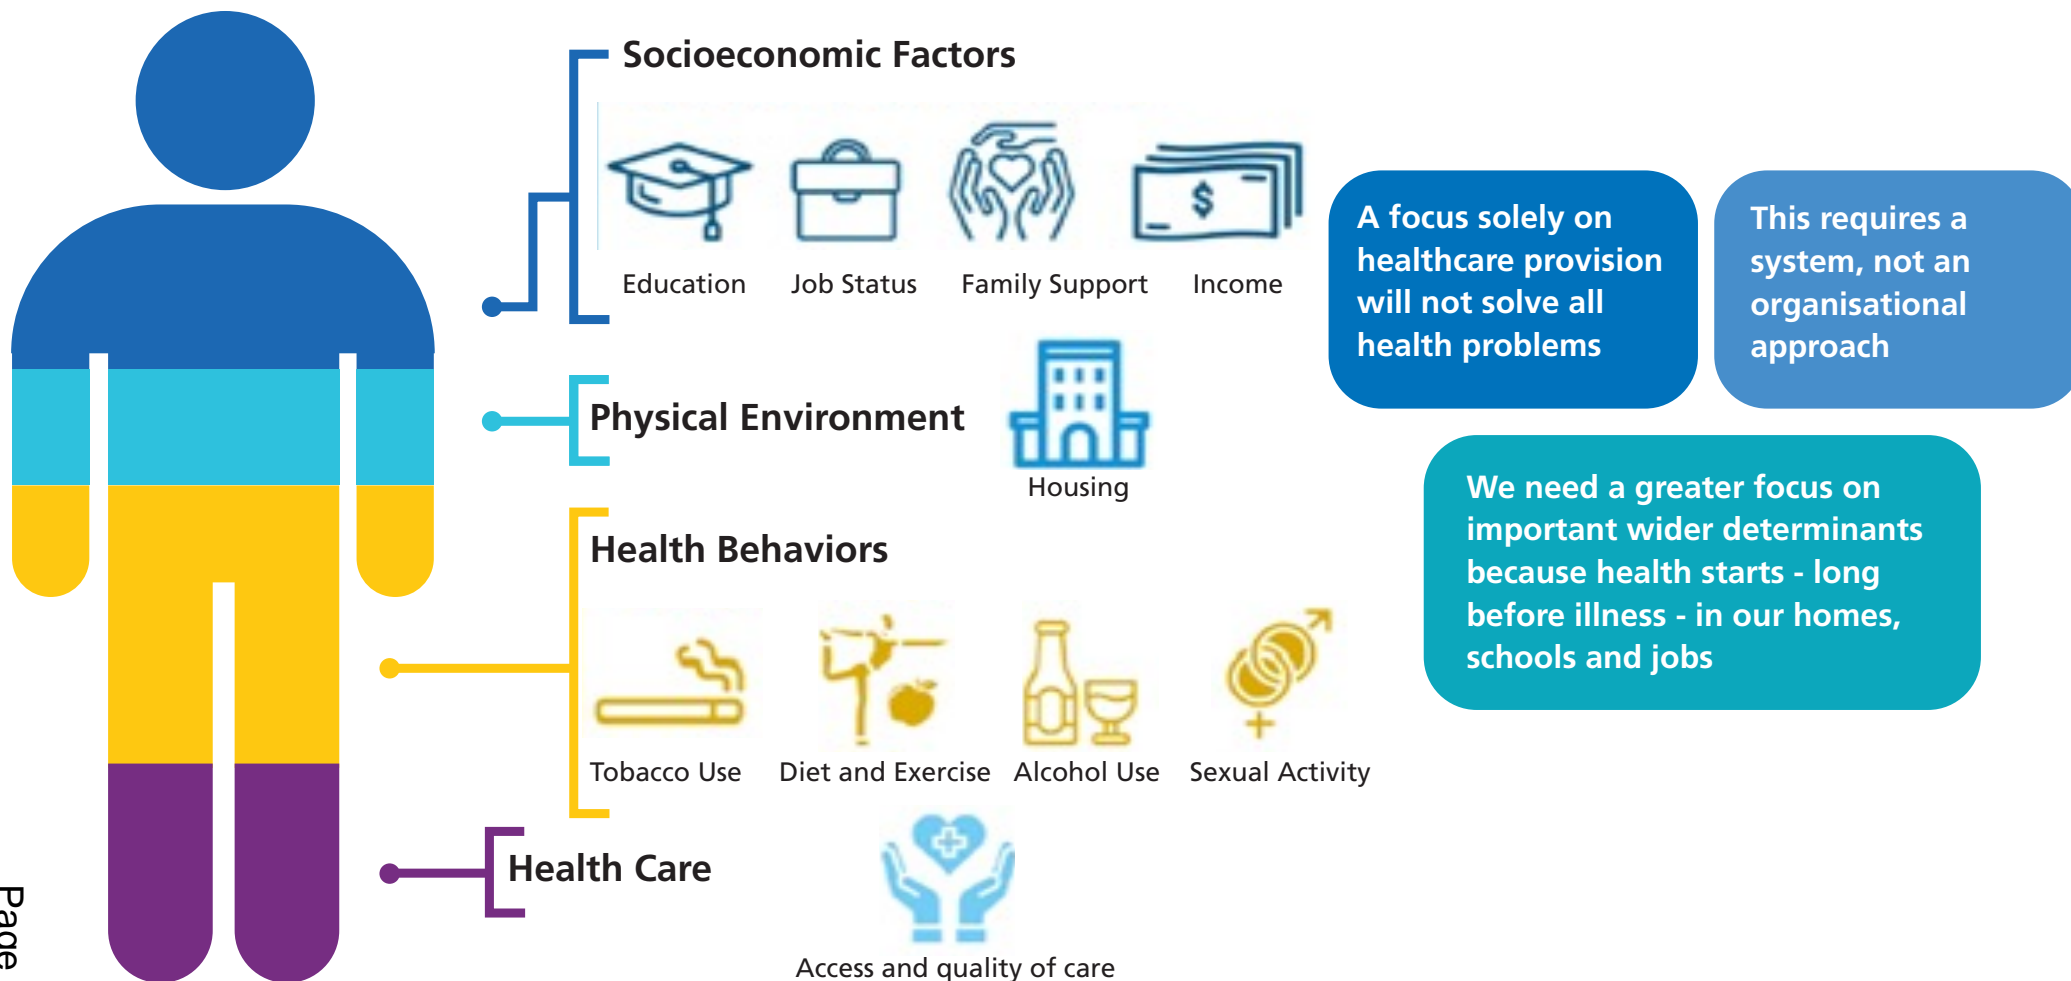 Socioeconomic Factors
$
Education
Job Status
Family Support
Income
A focus solely on
healthcare provision
will not solve all
health problems
This requires a
system, not an
organisational
approach
Physical Environment
Housing
We need a greater focus on
important wider determinants
because health starts - long
before illness - in our homes,
schools and jobs
Health Behaviors
Tobacco Use
Diet and Exercise
Alcohol Use
Sexual Activity
Health Care
Access and quality of care
Page